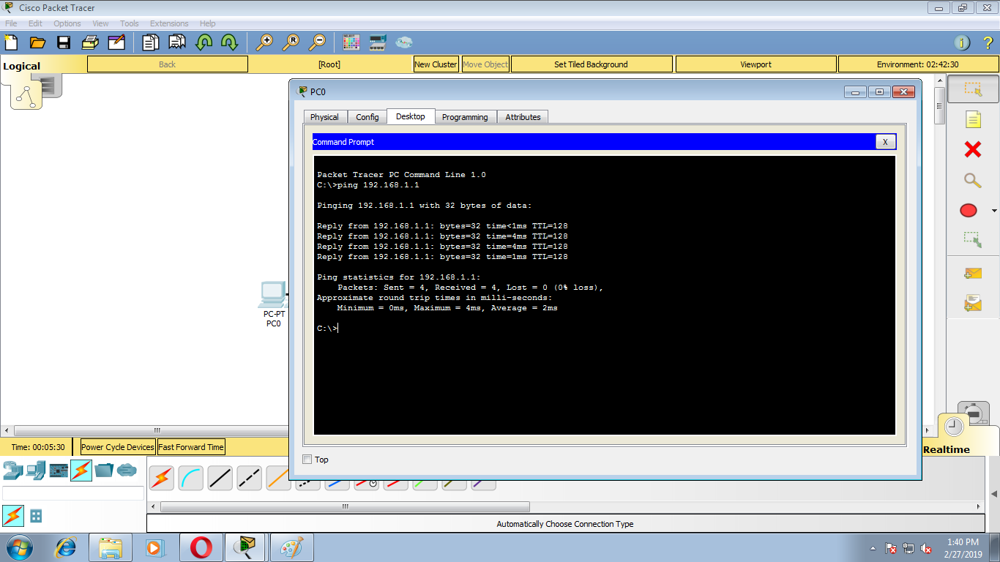 Cisco Packet Tracer
File Edit Options View Tools Extensions Help
Logical
Back
[Root]
New Cluster
Move Object
Set Tiled Background
Viewport
Environment: 02:42:30
PC0
Physical Config Desktop Programming Attributes
Command Prompt
X
Packet Tracer PC Command Line 1.0
C:\>ping 192.168.1.1
Pinging 192.168.1.1 with 32 bytes of data:
Reply from 192.168.1.1: bytes=32 time<1ms TTL=128
Reply from 192.168.1.1: bytes=32 time=4ms TTL=128
Reply from 192.168.1.1: bytes=32 time=4ms TTL=128
Reply from 192.168.1.1: bytes=32 time=1ms TTL=128
Ping statistics for 192.168.1.1:
Packets: Sent = 4, Received = 4, Lost = 0 (0% loss),
Approximate round trip times in milli-seconds:
Minimum = 0ms, Maximum = 4ms, Average = 2ms
C:\>
Top
PC-PT
PC0
Time: 00:05:30
Power Cycle Devices
Fast Forward Time
Realtime
Automatically Choose Connection Type
1:40 PM
2/27/2019